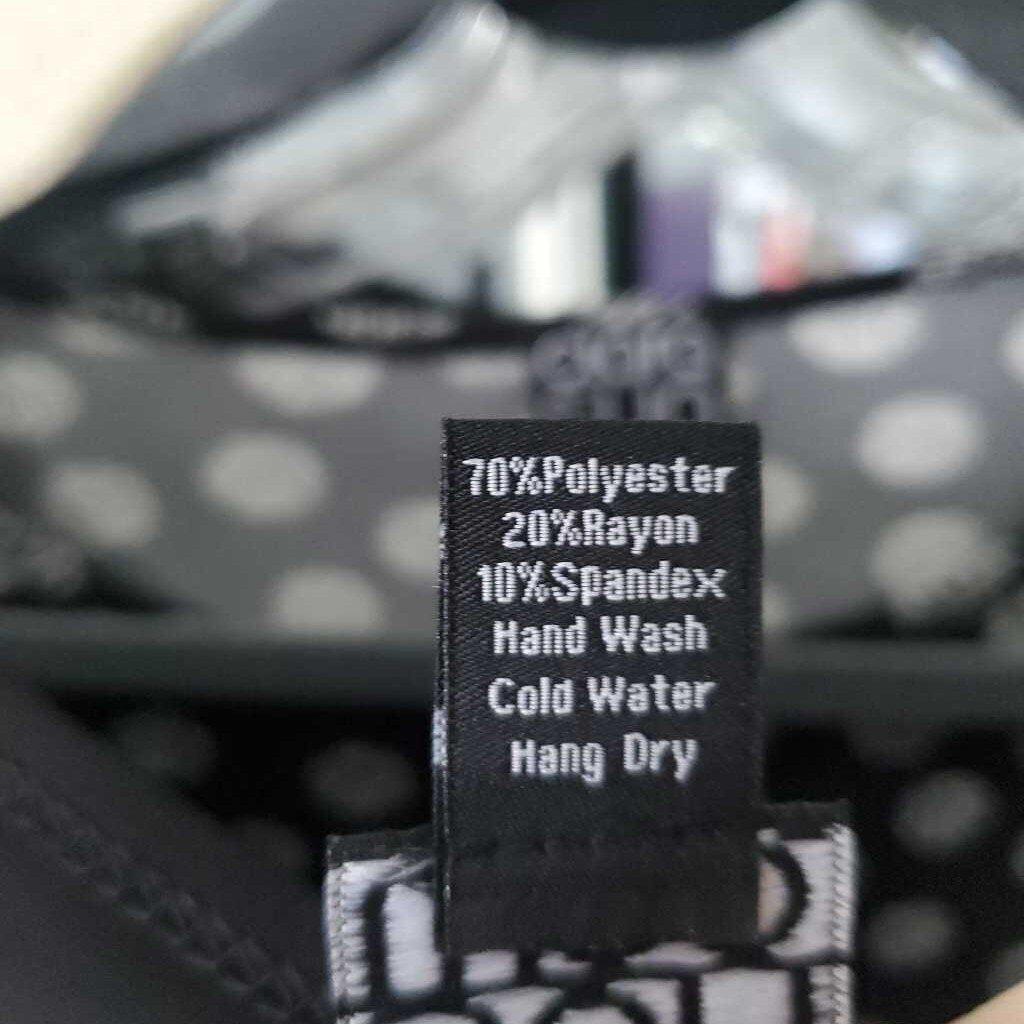 70%Polyester
20%Rayon
10%Spandex
Hand Wash
Cold Water
Hang Dry